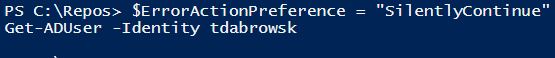 PS C:\Repos> $ErrorActionPreference = "SilentlyContinue"
Get-ADUser -Identity tdabrowsk